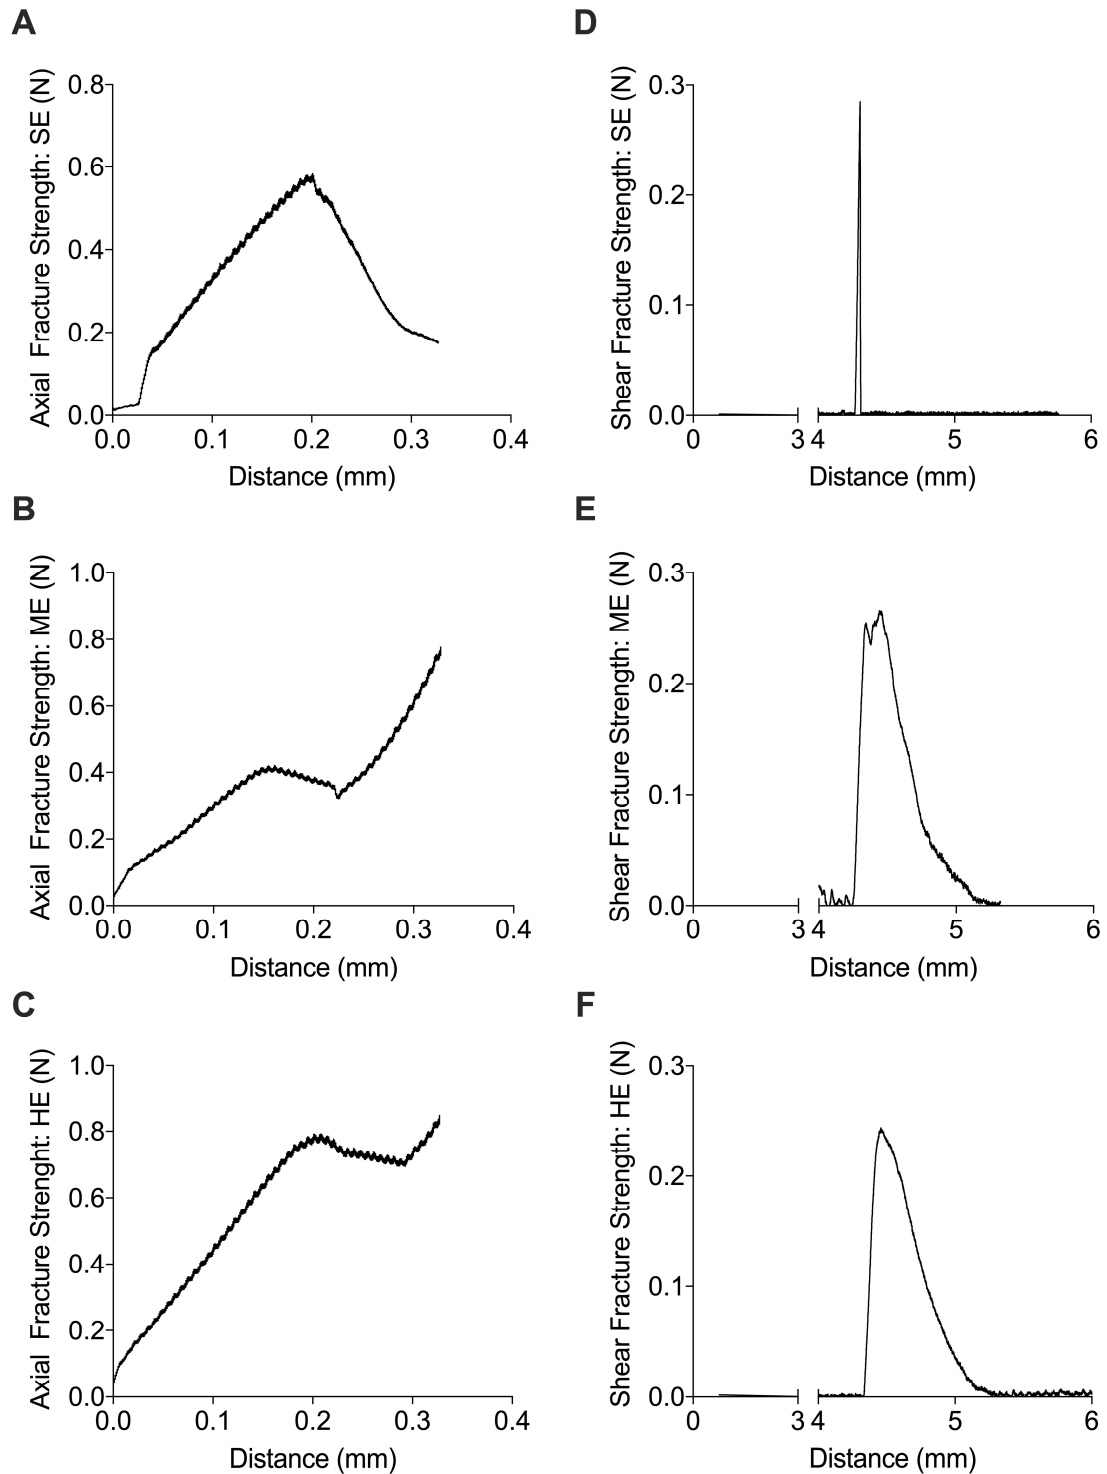 A
Axial Fracture Strength: SE (N)
0.8
0.6
0.4
0.2
0.0
0.0 0.1 0.2 0.3 0.4
Distance (mm)
D
Shear Fracture Strength: SE (N)
0.3
0.2
0.1
0.0
0 3 4 5 6
Distance (mm)
B
Axial Fracture Strength: ME (N)
1.0
0.8
0.6
0.4
0.2
0.0
0.0 0.1 0.2 0.3 0.4
Distance (mm)
E
Shear Fracture Strength: ME (N)
0.3
0.2
0.1
0.0
0 3 4 5 6
Distance (mm)
C
Axial Fracture Strenght: HE (N)
1.0
0.8
0.6
0.4
0.2
0.0
0.0 0.1 0.2 0.3 0.4
Distance (mm)
F
Shear Fracture Strength: HE (N)
0.3
0.2
0.1
0.0
0 3 4 5 6
Distance (mm)